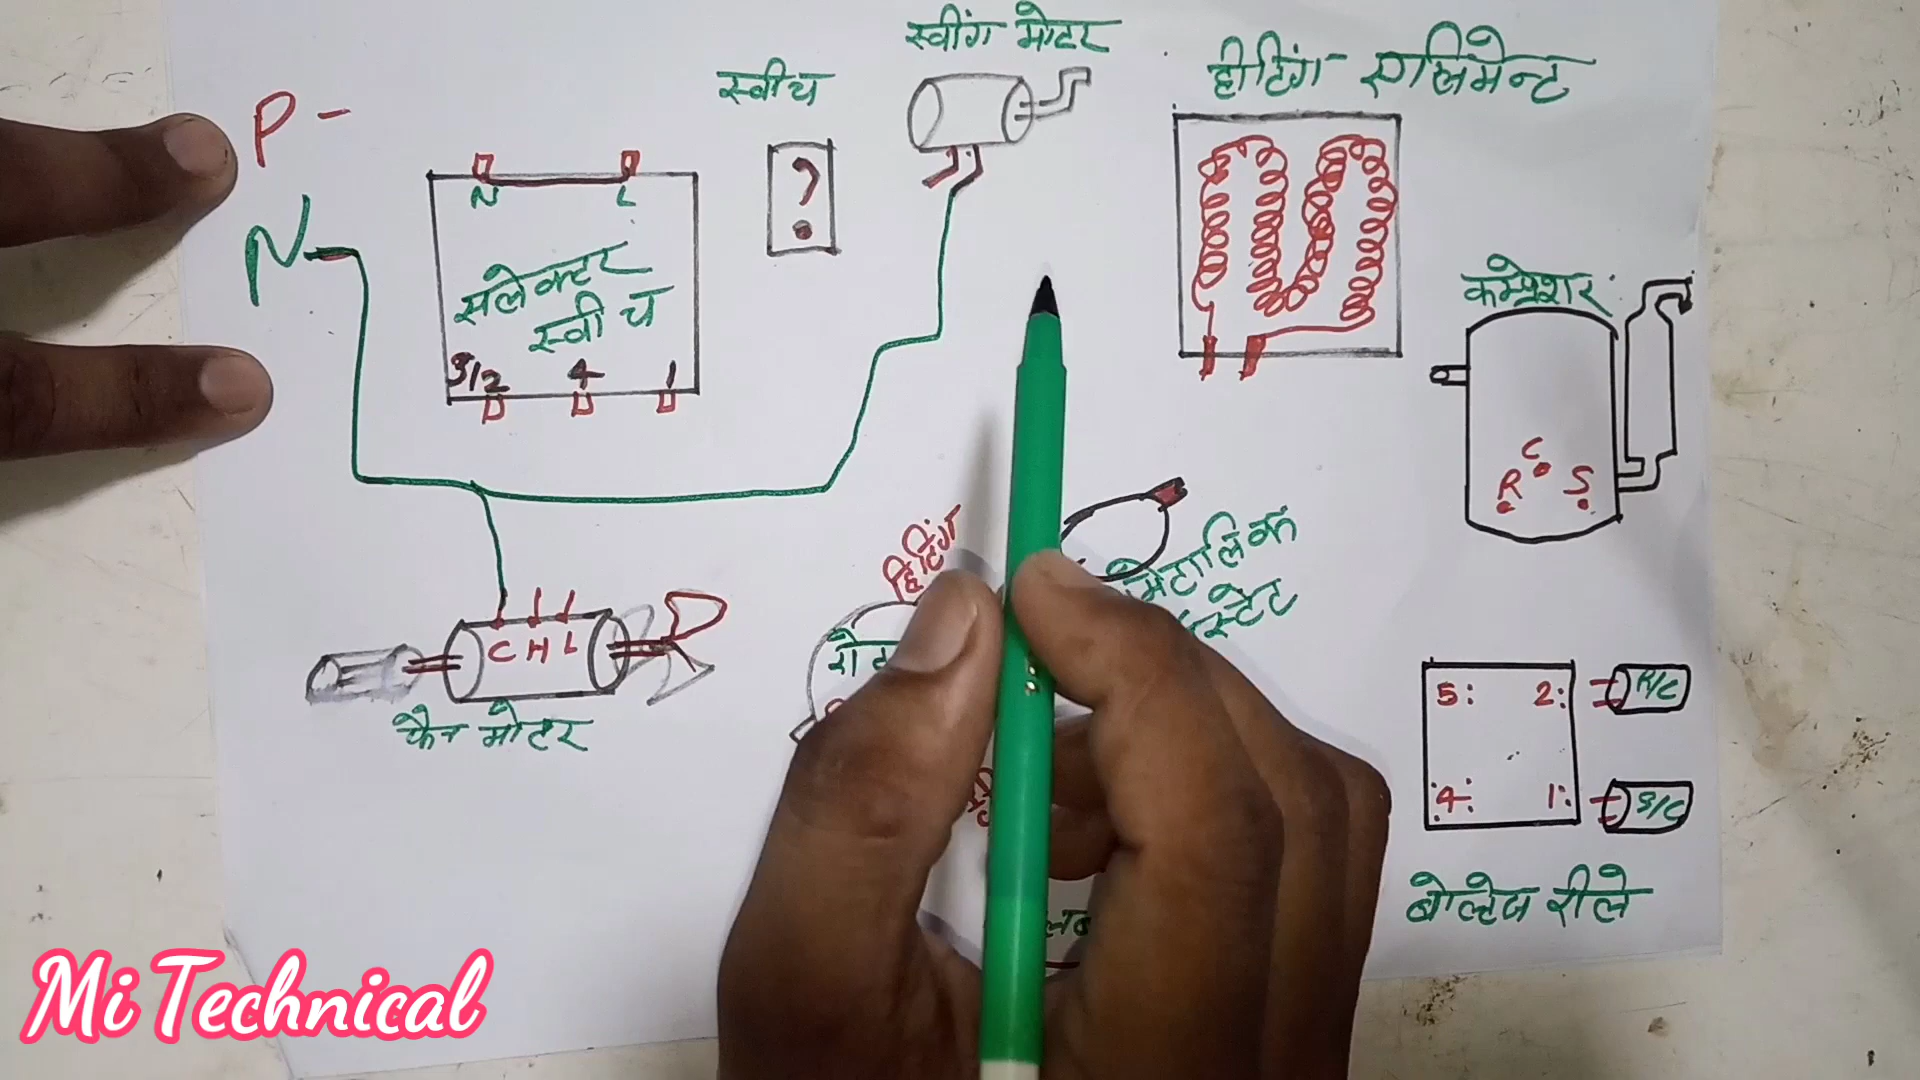 स्वींग मोटर
स्वीच
हीटिंग एलिमेन्ट
P -
N
N L
सलेक्टर
स्वीच
3/2 4 1
कम्प्रेशर
C
R S
हिटिंग
C H L
फैन मोटर
5: 2: R/C
4: 1: S/C
वोल्टेज रीले
Mi Technical